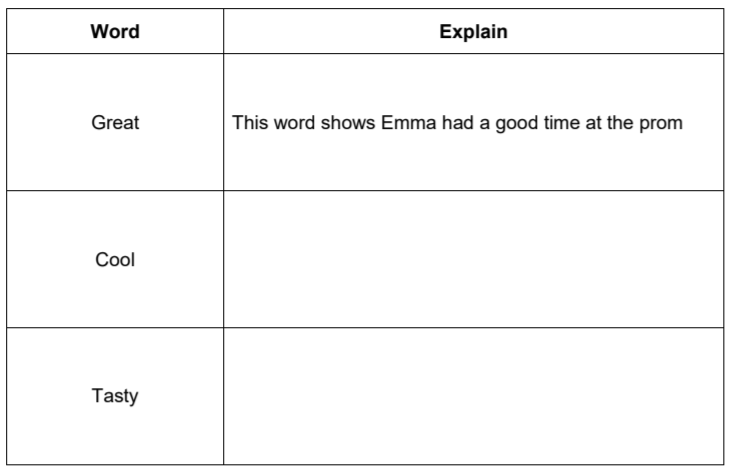 Word
Explain
Great
This word shows Emma had a good time at the prom
Cool
Tasty